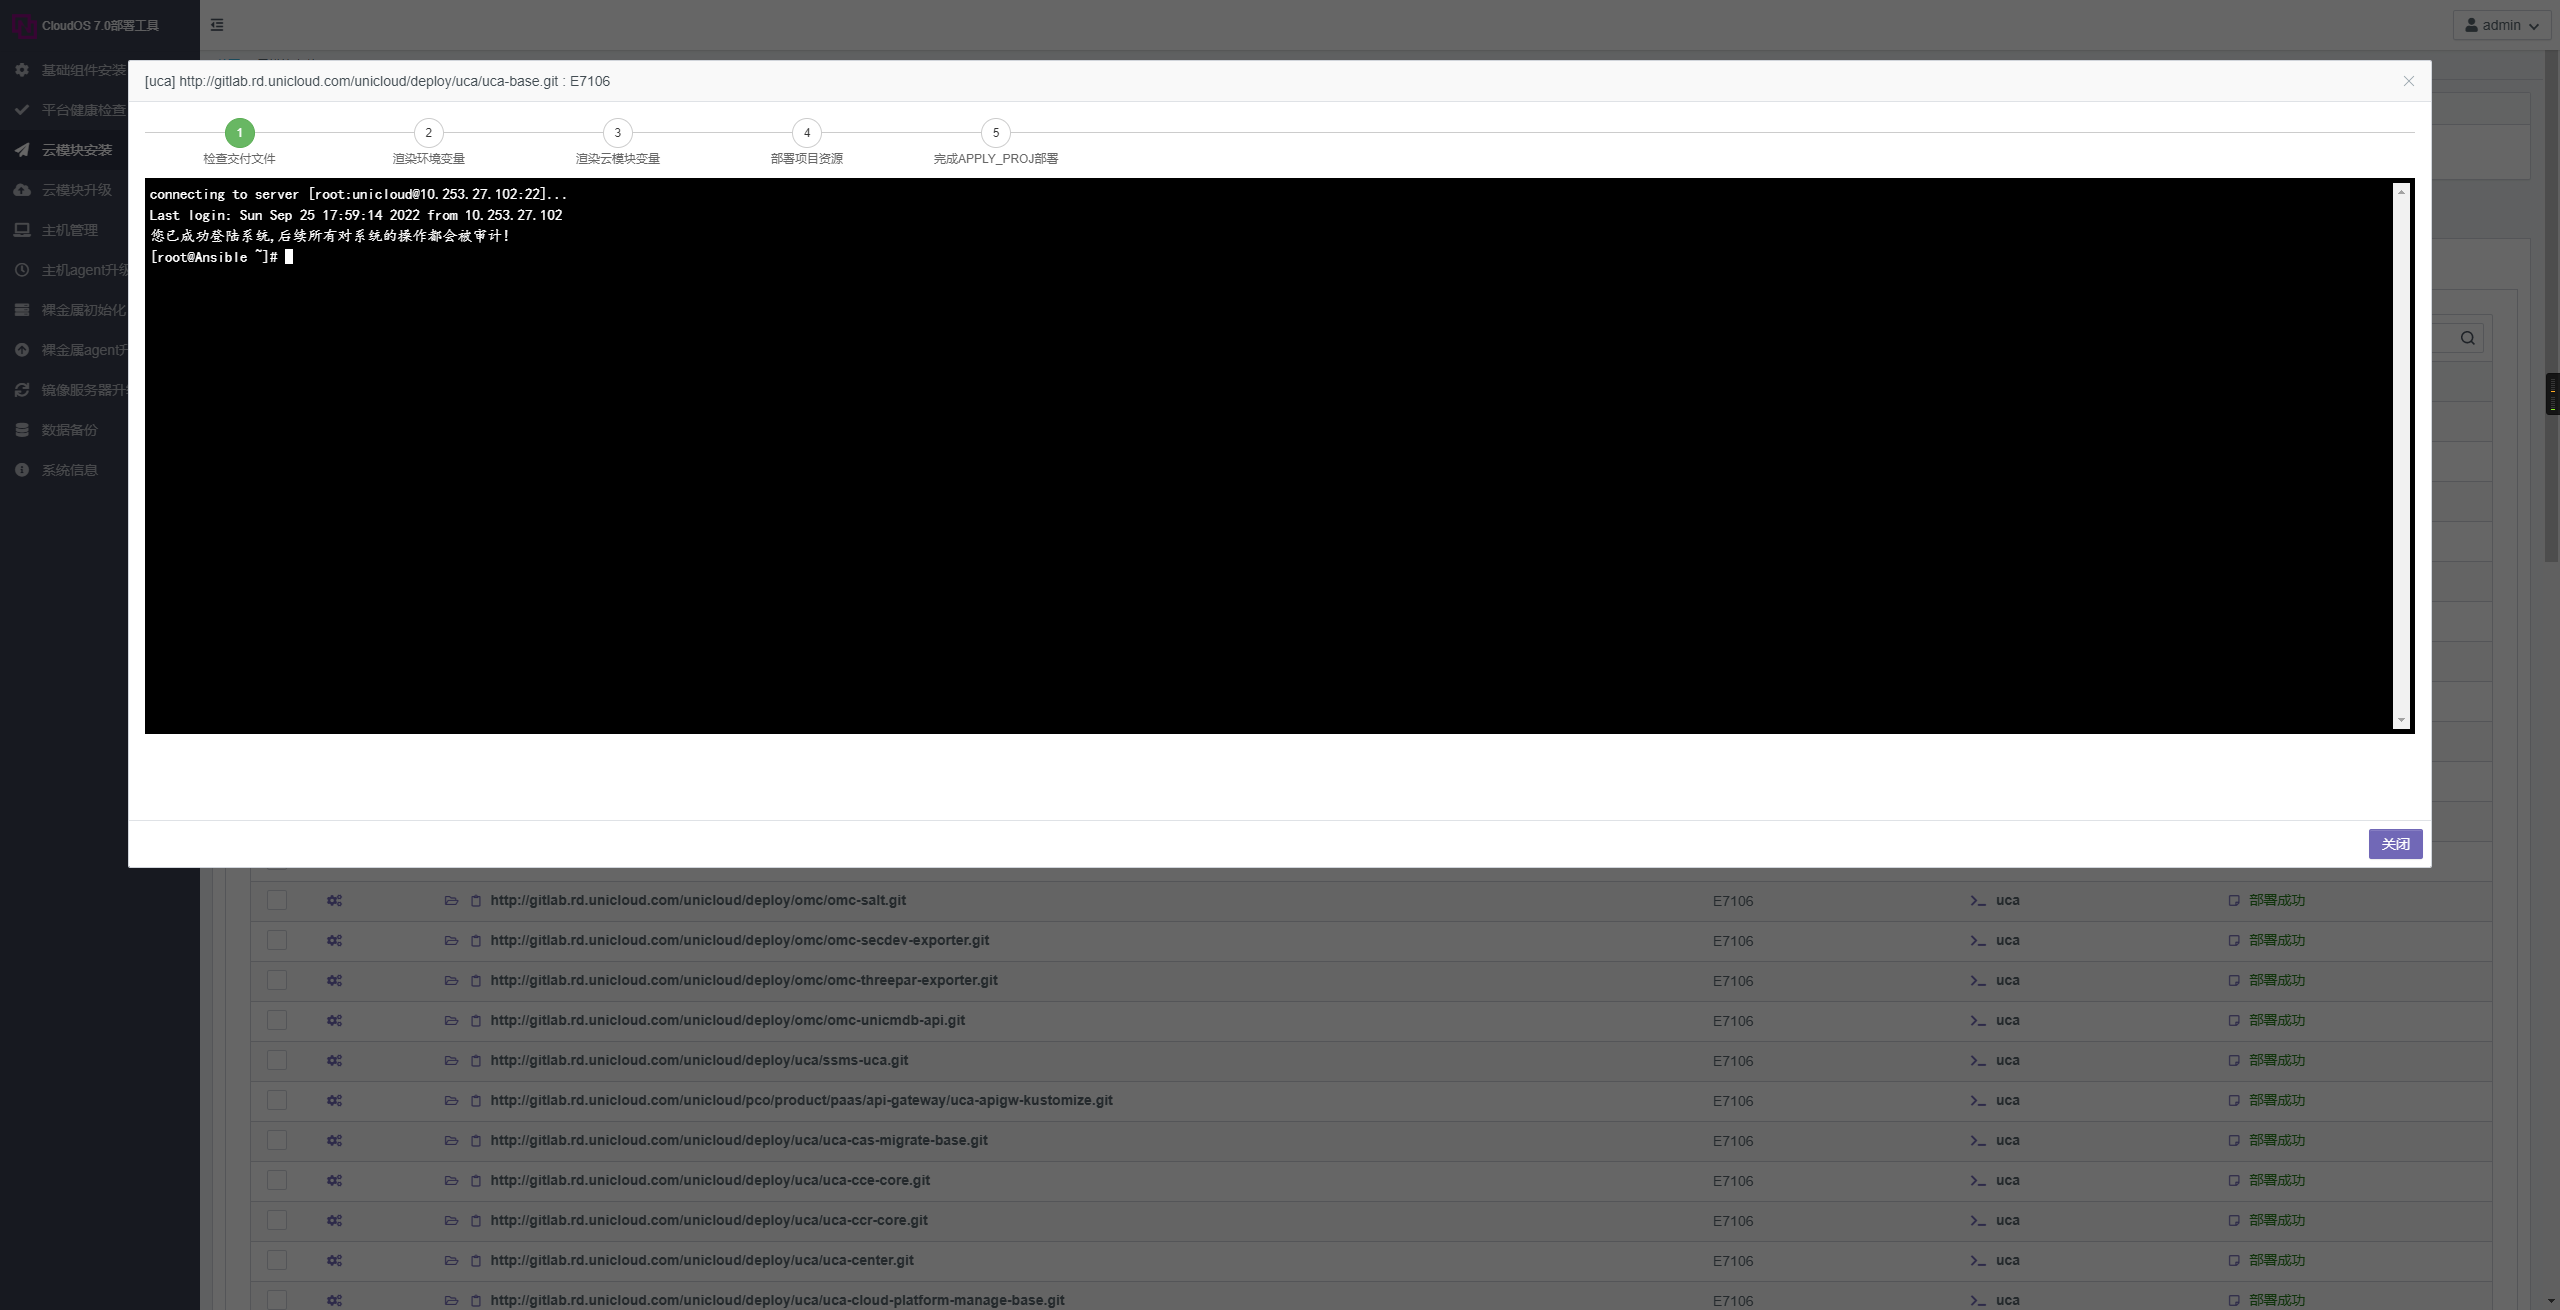 CloudOS 7.0部署工具
admin
基础组件安装
平台健康检查
云模块安装
云模块升级
主机管理
主机agent升级
裸金属初始化
裸金属agent升
镜像服务器升
数据备份
系统信息
[uca] http://gitlab.rd.unicloud.com/unicloud/deploy/uca/uca-base.git : E7106
1 2 3 4 5
检查交付文件 渲染环境变量 渲染云模块变量 部署项目资源 完成APPLY_PROJ部署
connecting to server [root:unicloud@10.253.27.102:22]...
Last login: Sun Sep 25 17:59:14 2022 from 10.253.27.102
您已成功登陆系统,后续所有对系统的操作都会被审计!
[root@Ansible ~]#
关闭
http://gitlab.rd.unicloud.com/unicloud/deploy/omc/omc-salt.git E7106 uca 部署成功
http://gitlab.rd.unicloud.com/unicloud/deploy/omc/omc-secdev-exporter.git E7106 uca 部署成功
http://gitlab.rd.unicloud.com/unicloud/deploy/omc/omc-threepar-exporter.git E7106 uca 部署成功
http://gitlab.rd.unicloud.com/unicloud/deploy/omc/omc-unicmdb-api.git E7106 uca 部署成功
http://gitlab.rd.unicloud.com/unicloud/deploy/uca/ssms-uca.git E7106 uca 部署成功
http://gitlab.rd.unicloud.com/unicloud/pco/product/paas/api-gateway/uca-apigw-kustomize.git E7106 uca 部署成功
http://gitlab.rd.unicloud.com/unicloud/deploy/uca/uca-cas-migrate-base.git E7106 uca 部署成功
http://gitlab.rd.unicloud.com/unicloud/deploy/uca/uca-cce-core.git E7106 uca 部署成功
http://gitlab.rd.unicloud.com/unicloud/deploy/uca/uca-ccr-core.git E7106 uca 部署成功
http://gitlab.rd.unicloud.com/unicloud/deploy/uca/uca-center.git E7106 uca 部署成功
http://gitlab.rd.unicloud.com/unicloud/deploy/uca/uca-cloud-platform-manage-base.git E7106 uca 部署成功